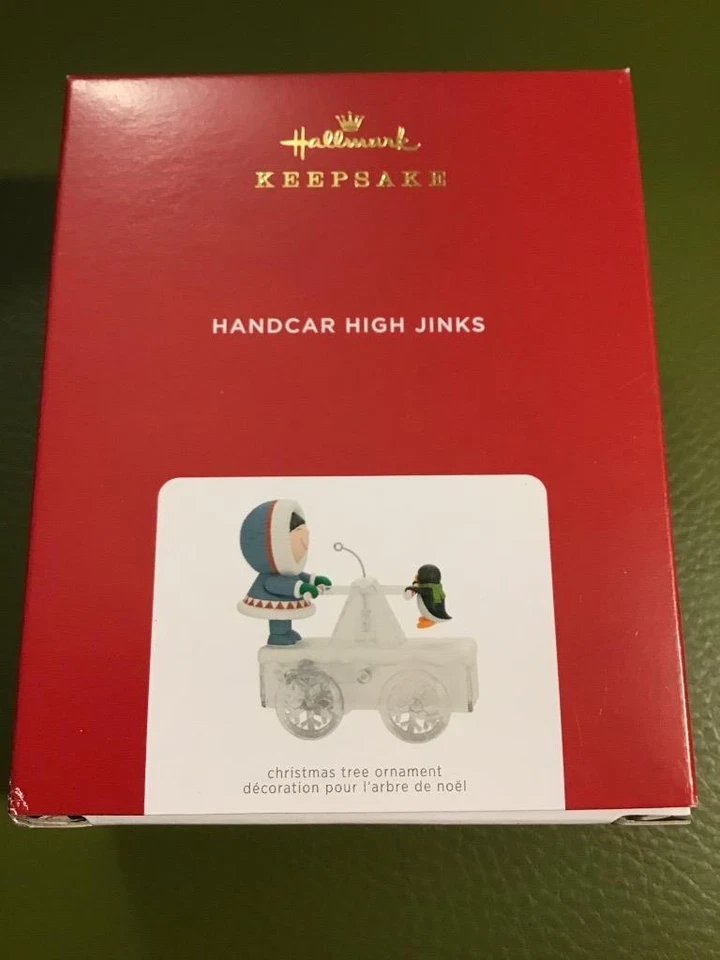 Hallmark
KEEPSAKE
HANDCAR HIGH JINKS
christmas tree ornament
décoration pour l'arbre de noël